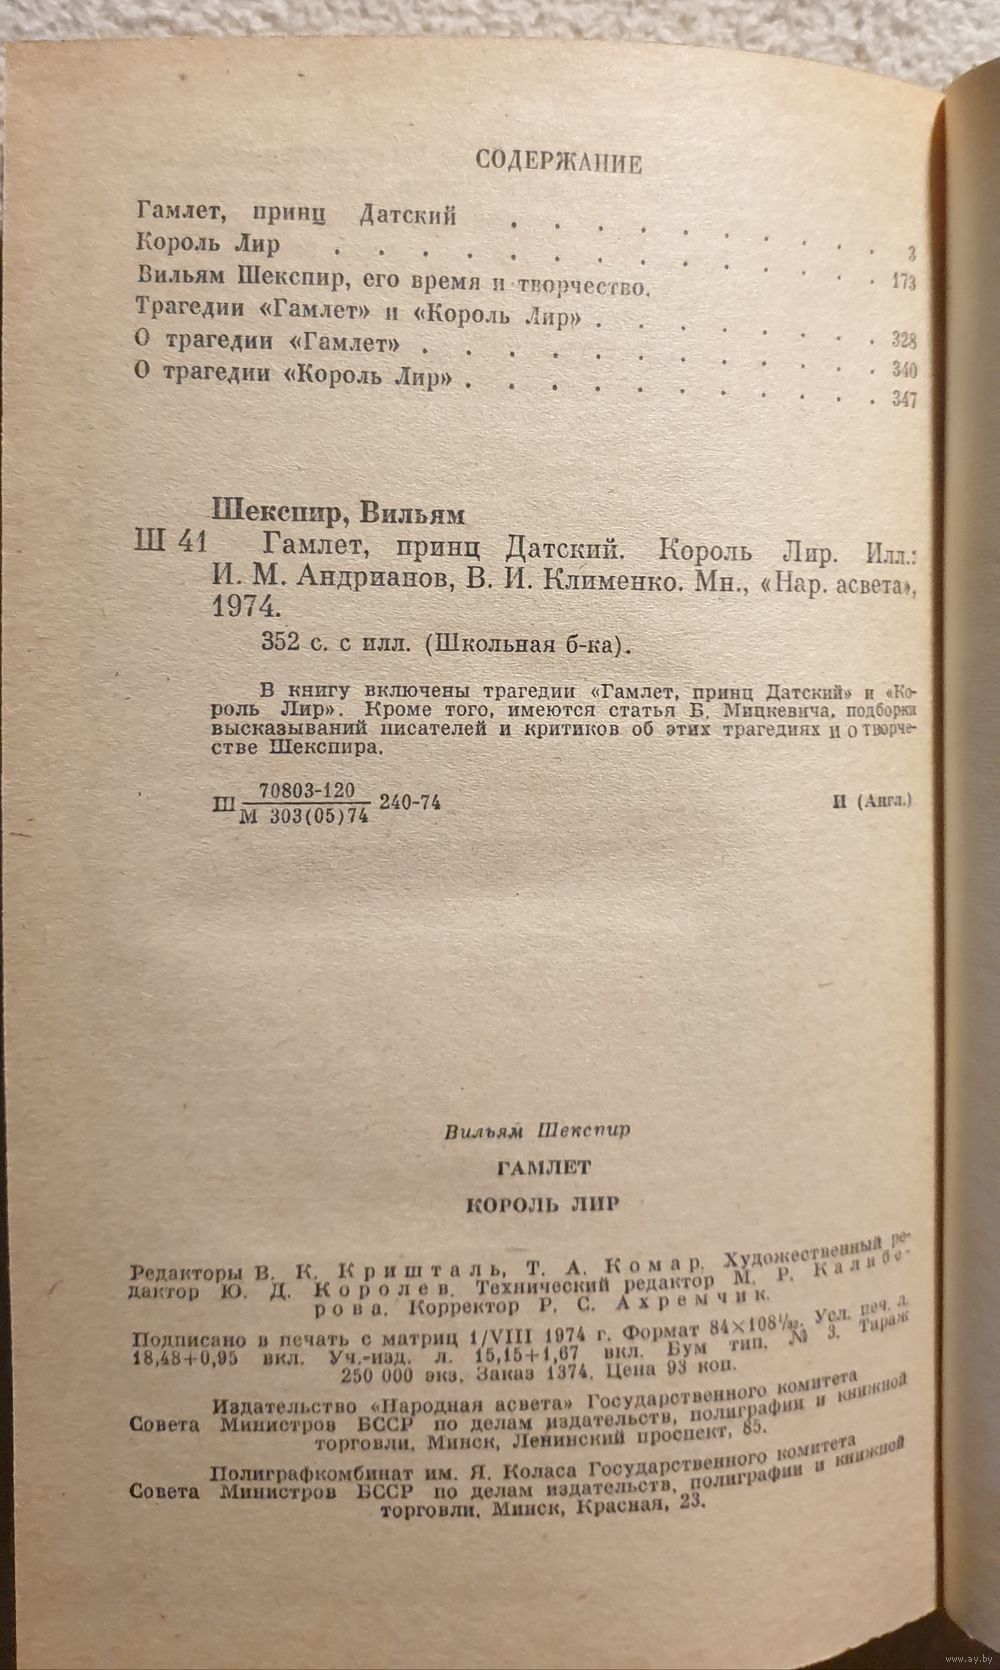 СОДЕРЖАНИЕ
Гамлет, принц Датский . . . . . . . . . 3
Король Лир . . . . . . . . . . . . . 173
Вильям Шекспир, его время и творчество.
Трагедии «Гамлет» и «Король Лир» . . . . . . . 328
О трагедии «Гамлет» . . . . . . . . . . . 340
О трагедии «Король Лир» . . . . . . . . . . 347
Шекспир, Вильям
Ш 41 Гамлет, принц Датский. Король Лир. Илл.:
И. М. Андрианов, В. И. Клименко. Мн., «Нар. асвета»,
1974.
352 с. с илл. (Школьная б-ка).
В книгу включены трагедии «Гамлет, принц Датский» и «Ко-
роль Лир». Кроме того, имеются статья Б. Мицкевича, подборки
высказываний писателей и критиков об этих трагедиях и о творче-
стве Шекспира.
70803-120
Ш 240-74 И (Англ.)
М 303(05)74
Вильям Шекспир
ГАМЛЕТ
КОРОЛЬ ЛИР
Редакторы В. К. Кришталь, Т. А. Комар. Художественный ре-
дактор Ю. Д. Королев. Технический редактор М. Р. Калибе-
рова. Корректор Р. С. Ахремчик.
Подписано в печать с матриц 1/VIII 1974 г. Формат 84×108¹/₃₂. Усл. печ. л.
18,48+0,95 вкл. Уч.-изд. л. 15,15+1,67 вкл. Бум тип. № 3. Тираж
250 000 экз. Заказ 1374. Цена 93 коп.
Издательство «Народная асвета» Государственного комитета
Совета Министров БССР по делам издательств, полиграфии и книжной
торговли. Минск, Ленинский проспект, 85.
Полиграфкомбинат им. Я. Коласа Государственного комитета
Совета Министров БССР по делам издательств, полиграфии и книжной
торговли. Минск, Красная, 23.
www.ay.by